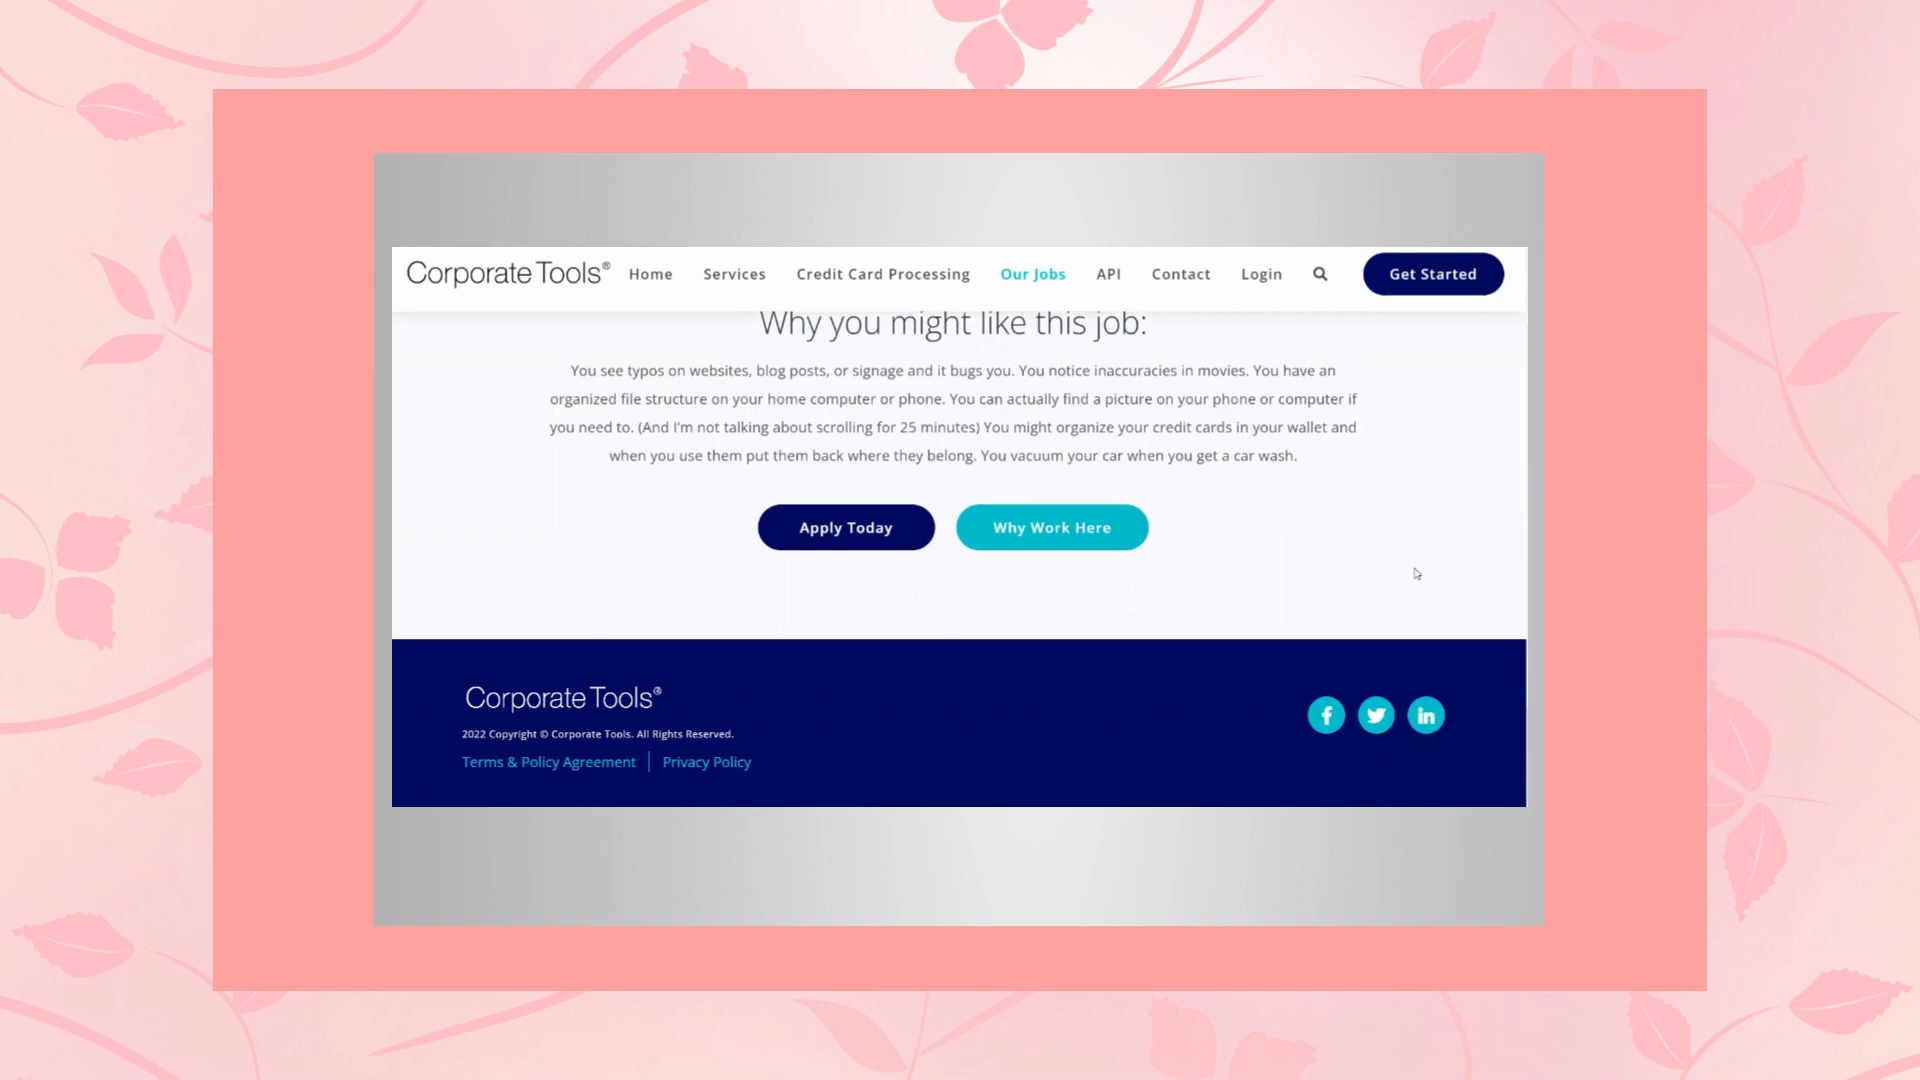 Corporate Tools® Home Services Credit Card Processing Our Jobs API Contact Login Get Started
Why you might like this job:
You see typos on websites, blog posts, or signage and it bugs you. You notice inaccuracies in movies. You have an
organized file structure on your home computer or phone. You can actually find a picture on your phone or computer if
you need to. (And I'm not talking about scrolling for 25 minutes) You might organize your credit cards in your wallet and
when you use them put them back where they belong. You vacuum your car when you get a car wash.
Apply Today Why Work Here
Corporate Tools®
2022 Copyright © Corporate Tools. All Rights Reserved.
Terms & Policy Agreement | Privacy Policy